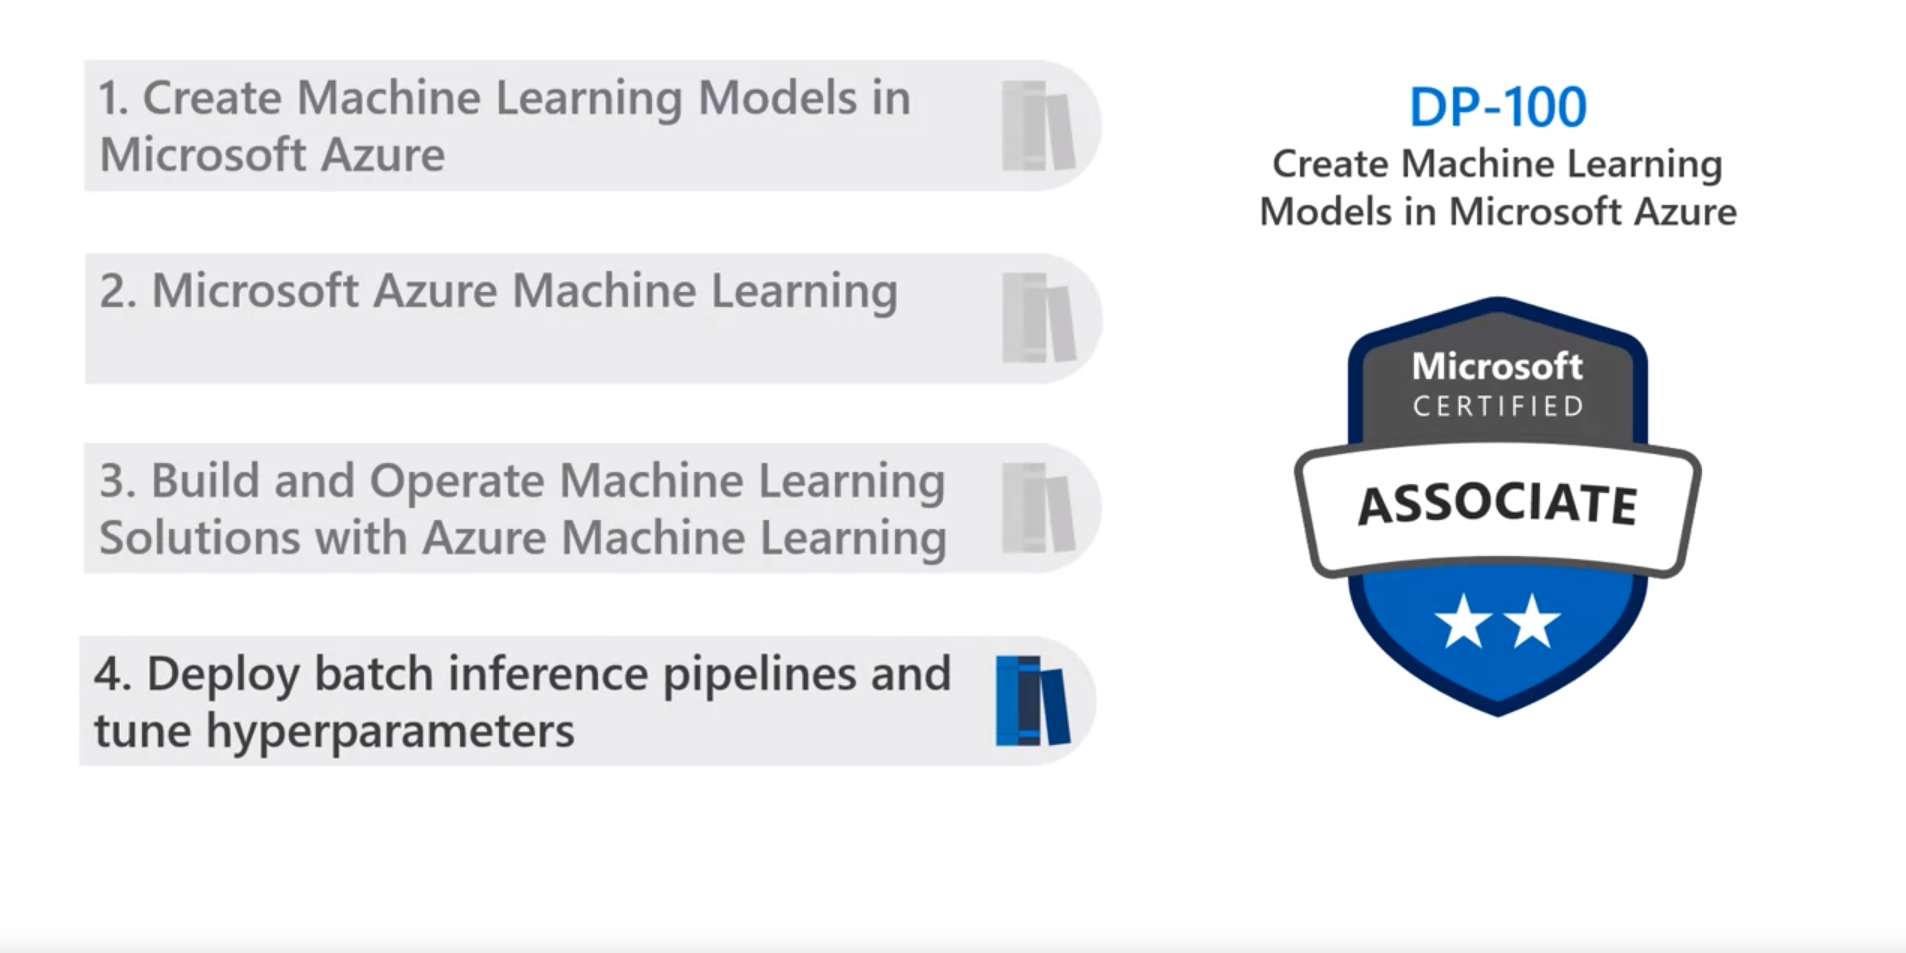 1. Create Machine Learning Models in
Microsoft Azure
2. Microsoft Azure Machine Learning
3. Build and Operate Machine Learning
Solutions with Azure Machine Learning
4. Deploy batch inference pipelines and
tune hyperparameters
DP-100
Create Machine Learning
Models in Microsoft Azure
Microsoft
CERTIFIED
ASSOCIATE